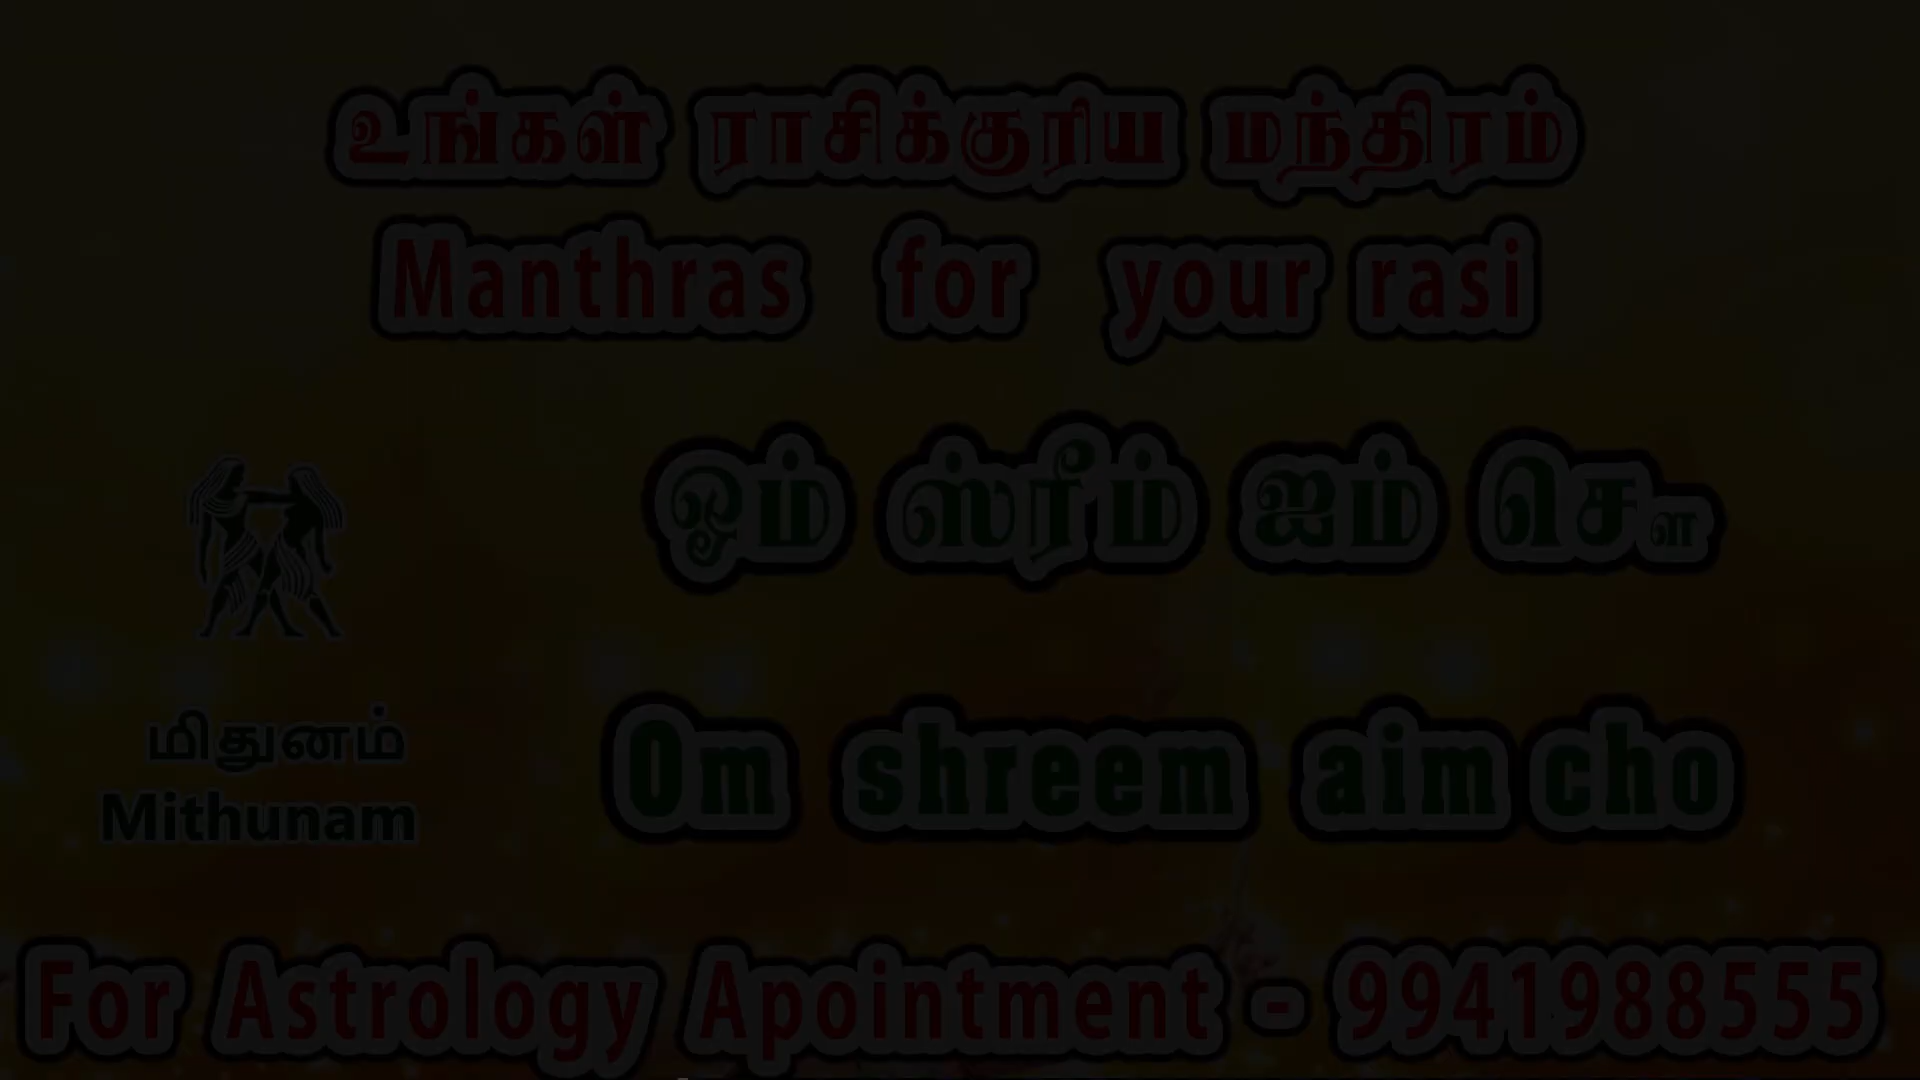 உங்கள் ராசிக்குரிய மந்திரம்
Manthras for your rasi
ஓம் ஸ்ரீம் ஐம் சௌ
மிதுனம்
Mithunam
Om shreem aim cho
For Astrology Apointment - 9941988555